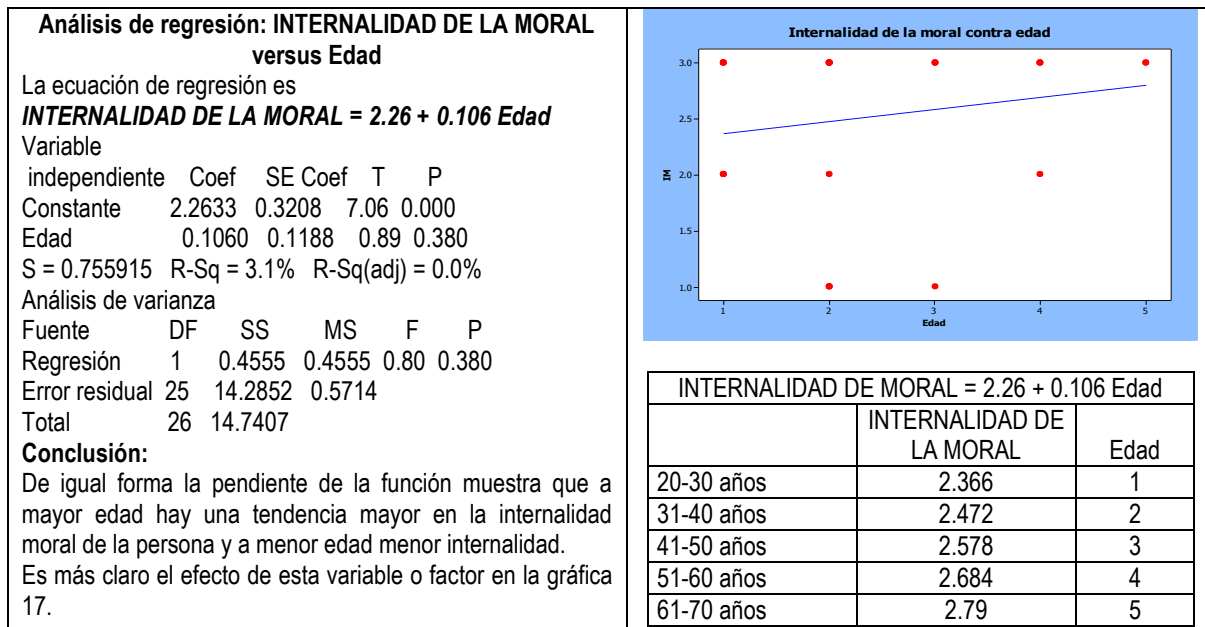 Análisis de regresión: INTERNALIDAD DE LA MORAL
versus Edad
La ecuación de regresión es
INTERNALIDAD DE LA MORAL = 2.26 + 0.106 Edad
Variable
independiente Coef SE Coef T P
Constante 2.2633 0.3208 7.06 0.000
Edad 0.1060 0.1188 0.89 0.380
S = 0.755915 R-Sq = 3.1% R-Sq(adj) = 0.0%
Análisis de varianza
Fuente DF SS MS F P
Regresión 1 0.4555 0.4555 0.80 0.380
Error residual 25 14.2852 0.5714
Total 26 14.7407
Conclusión:
De igual forma la pendiente de la función muestra que a
mayor edad hay una tendencia mayor en la internalidad
moral de la persona y a menor edad menor internalidad.
Es más claro el efecto de esta variable o factor en la gráfica
17.
Internalidad de la moral contra edad
3.0
2.5
2.0
1.5
1.0
IM
1 2 3 4 5
Edad
INTERNALIDAD DE MORAL = 2.26 + 0.106 Edad
INTERNALIDAD DE
LA MORAL Edad
20-30 años 2.366 1
31-40 años 2.472 2
41-50 años 2.578 3
51-60 años 2.684 4
61-70 años 2.79 5